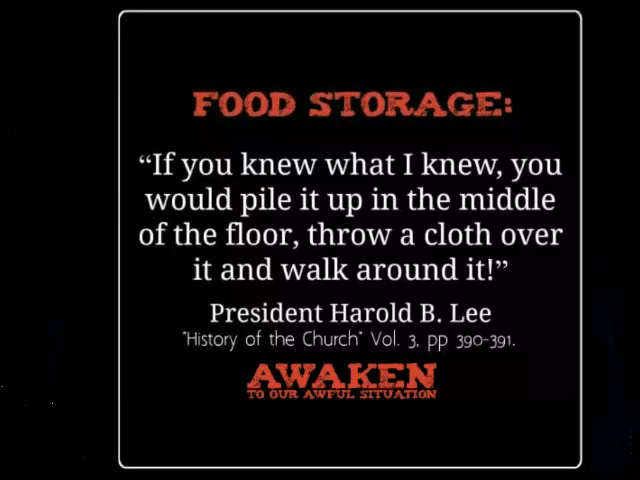 FOOD STORAGE:
“If you knew what I knew, you
would pile it up in the middle
of the floor, throw a cloth over
it and walk around it!”
President Harold B. Lee
"History of the Church" Vol. 3, pp 390-391.
AWAKEN
TO OUR AWFUL SITUATION